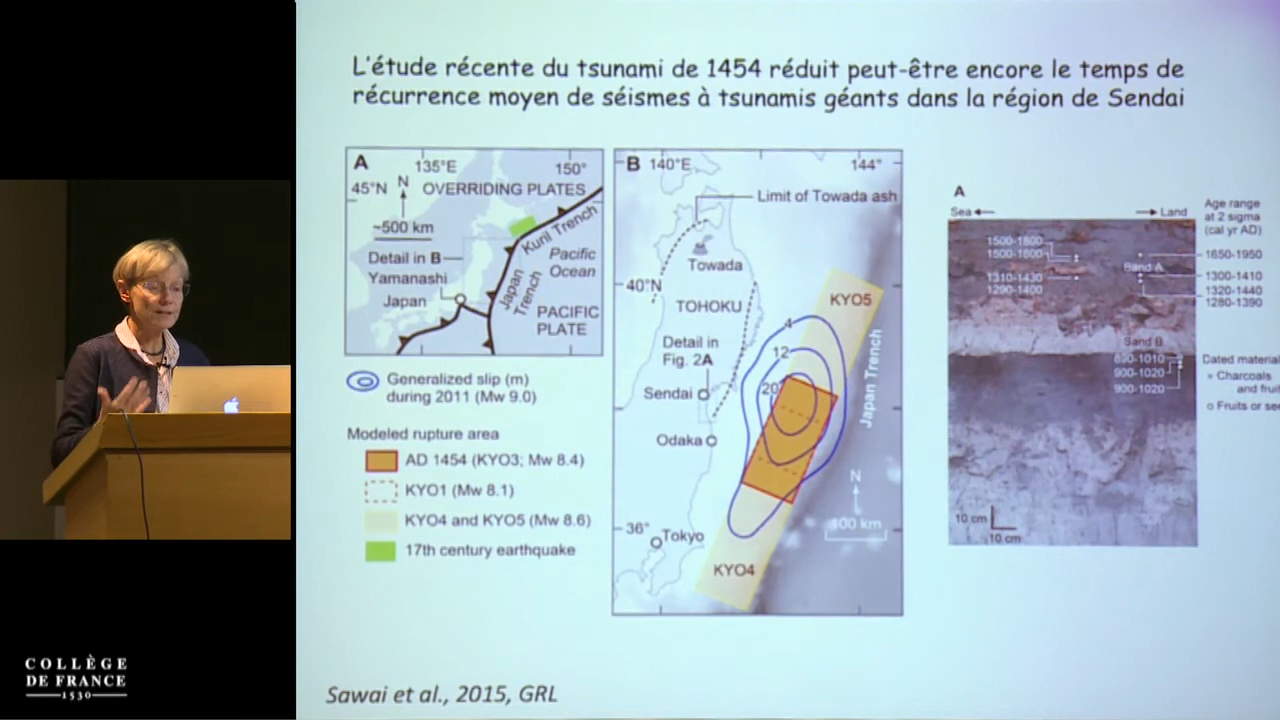 L'étude récente du tsunami de 1454 réduit peut-être encore le temps de
récurrence moyen de séismes à tsunamis géants dans la région de Sendai
A
135°E
150°
45°N
N
OVERRIDING PLATES
~500 km
Kuril Trench
Detail in B
Pacific
Ocean
Yamanashi
Japan
Japan
Trench
PACIFIC
PLATE
Generalized slip (m)
during 2011 (Mw 9.0)
Modeled rupture area
AD 1454 (KYO3; Mw 8.4)
KYO1 (Mw 8.1)
KYO4 and KYO5 (Mw 8.6)
17th century earthquake
B
140°E
144°
Limit of Towada ash
Towada
40°N
KYO5
TOHOKU
4
Detail in
Fig. 2A
12
Japan Trench
20
Sendai
Odaka
N
36°
100 km
Tokyo
KYO4
A
Sea
Land
Age range
at 2 sigma
(cal yr AD)
1500-1800
1500-1800
1650-1950
Sand A
1310-1430
1300-1410
1290-1400
1320-1440
1280-1390
Sand B
890-1010
Dated material
900-1020
Charcoals
and fruit
900-1020
Fruits or se
10 cm
10 cm
Sawai et al., 2015, GRL
COLLÈGE
DE FRANCE
1530